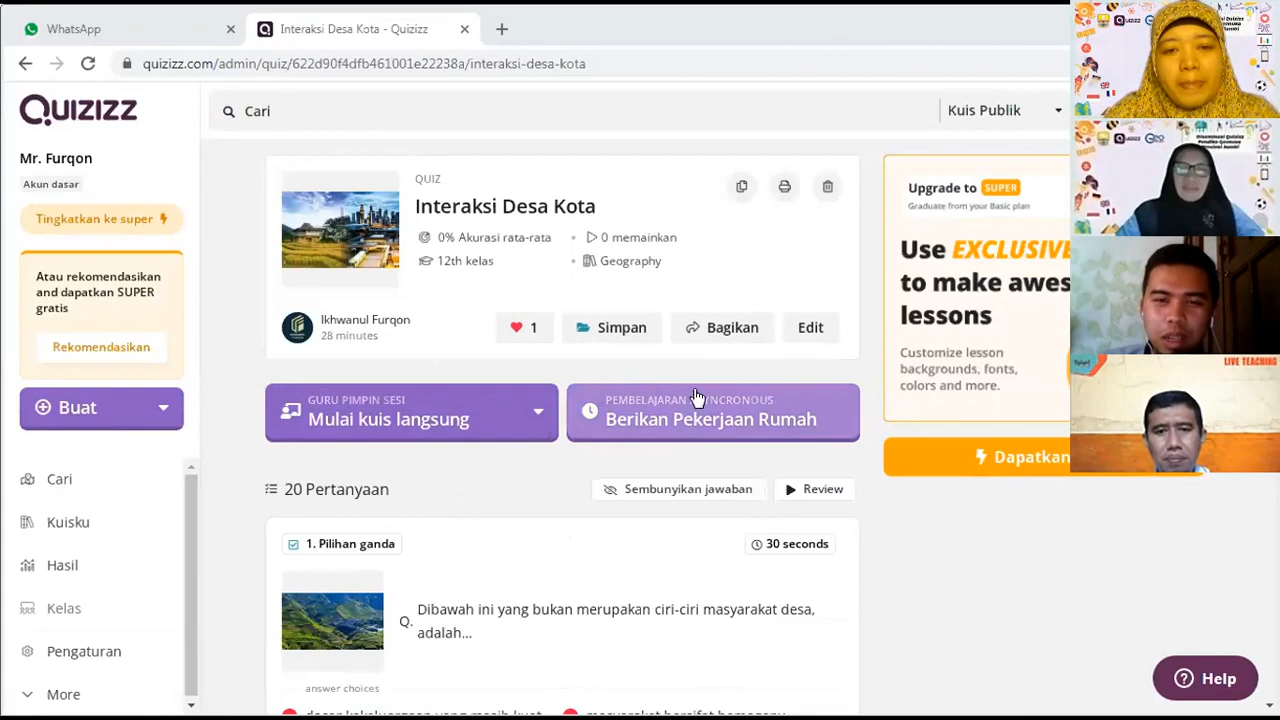 WhatsApp
Interaksi Desa Kota - Quizizz
quizizz.com/admin/quiz/622d90f4dfb461001e22238a/interaksi-desa-kota
QUIZIZZ
Mr. Furqon
Akun dasar
Tingkatkan ke super
Atau rekomendasikan
and dapatkan SUPER
gratis
Rekomendasikan
Buat
Cari
Kuisku
Hasil
Kelas
Pengaturan
More
Cari
Kuis Publik
QUIZ
Interaksi Desa Kota
0% Akurasi rata-rata
0 memainkan
12th kelas
Geography
Ikhwanul Furqon
28 minutes
1
Simpan
Bagikan
Edit
GURU PIMPIN SESI
Mulai kuis langsung
PEMBELAJARAN
Berikan Pekerjaan Rumah
20 Pertanyaan
Sembunyikan jawaban
Review
1. Pilihan ganda
30 seconds
Q.
Dibawah ini yang bukan merupakan ciri-ciri masyarakat desa,
adalah...
answer choices
Upgrade to SUPER
Graduate from your Basic plan
Use EXCLUSIVE
to make awes
lessons
Customize lesson
backgrounds, fonts,
colors and more.
Dapatkan
LIVE TEACHING
Help